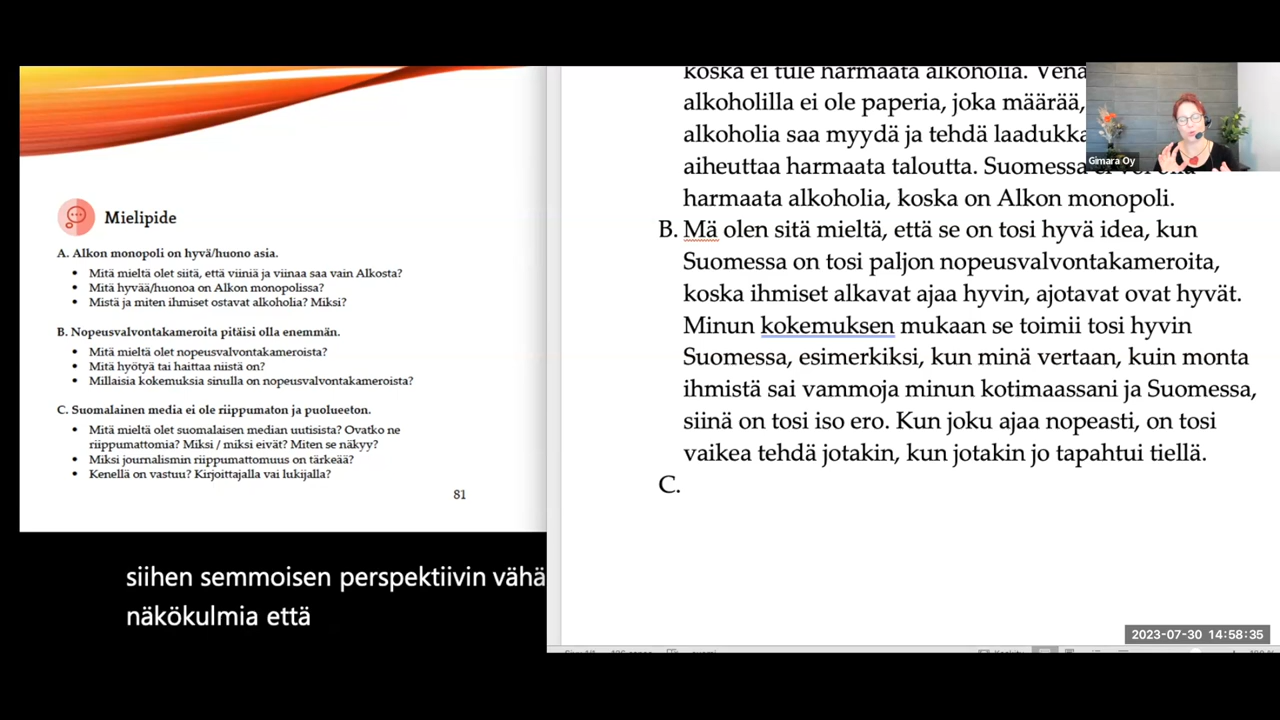 Mielipide
A. Alkon monopoli on hyvä/huono asia.
• Mitä mieltä olet siitä, että viiniä ja viinaa saa vain Alkosta?
• Mitä hyvää/huonoa on Alkon monopolissa?
• Mistä ja miten ihmiset ostavat alkoholia? Miksi?
B. Nopeusvalvontakameroita pitäisi olla enemmän.
• Mitä mieltä olet nopeusvalvontakameroista?
• Mitä hyötyä tai haittaa niistä on?
• Millaisia kokemuksia sinulla on nopeusvalvontakameroista?
C. Suomalainen media ei ole riippumaton ja puolueeton.
• Mitä mieltä olet suomalaisen median uutisista? Ovatko ne
riippumattomia? Miksi / miksi eivät? Miten se näkyy?
• Miksi journalismin riippumattomuus on tärkeää?
• Kenellä on vastuu? Kirjoittajalla vai lukijalla?
81
siihen semmoisen perspektiivin vähä
näkökulmia että
koska ei tule harmaata alkoholia.
alkoholilla ei ole paperia, joka määrää,
alkoholia saa myydä ja tehdä
aiheuttaa harmaata taloutta. Suomessa
harmaata alkoholia, koska on Alkon monopoli.
B. Mä olen sitä mieltä, että se on tosi hyvä idea, kun
Suomessa on tosi paljon nopeusvalvontakameroita,
koska ihmiset alkavat ajaa hyvin, ajotavat ovat hyvät.
Minun kokemuksen mukaan se toimii tosi hyvin
Suomessa, esimerkiksi, kun minä vertaan, kuin monta
ihmistä sai vammoja minun kotimaassani ja Suomessa,
siinä on tosi iso ero. Kun joku ajaa nopeasti, on tosi
vaikea tehdä jotakin, kun jotakin jo tapahtui tiellä.
C.
Gimara Oy
2023-07-30 14:58:35